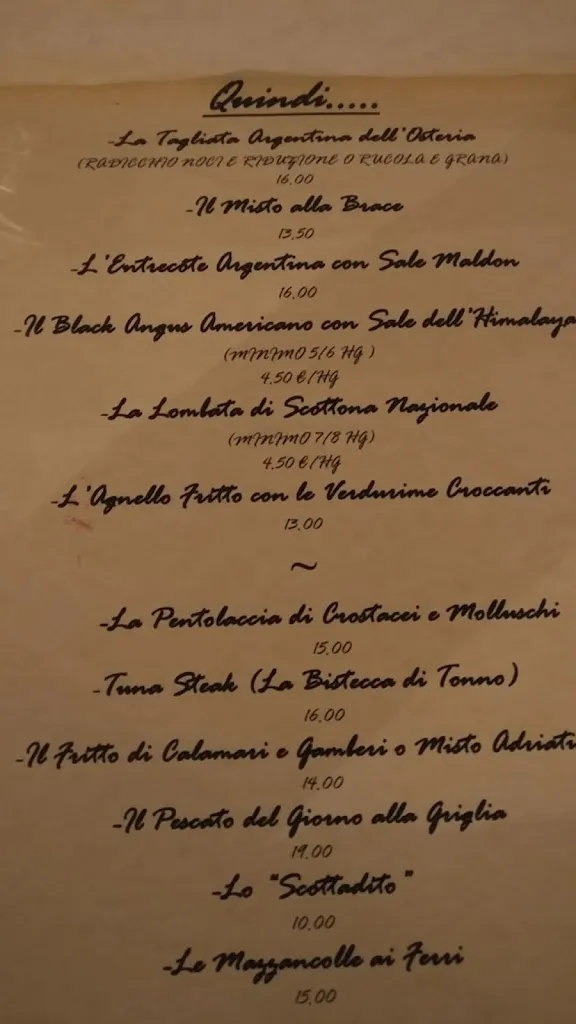 Quindi.....
-La Tagliata Argentina dell'Osteria
(RADICCHIO NOCI E RIDUZIONE O RUCOLA E GRANA)
16,00
-Il Misto alla Brace
13,50
-L'Entrecôte Argentina con Sale Maldon
16,00
-Il Black Angus Americano con Sale dell'Himalaya
(MINIMO 5/6 HG )
4,50 €/HG
-La Lombata di Scottona Nazionale
(MINIMO 7/8 HG)
4,50 €/HG
-L'Agnello Fritto con le Verdurime Croccanti
13,00
~
-La Pentolaccia di Crostacei e Molluschi
15,00
-Tuna Steak (La Bistecca di Tonno)
16,00
-Il Fritto di Calamari e Gamberi o Misto Adriati
14,00
-Il Pescato del Giorno alla Griglia
19,00
-Lo "Scottadito"
10,00
-Le Mazzancolle ai Ferri
15,00